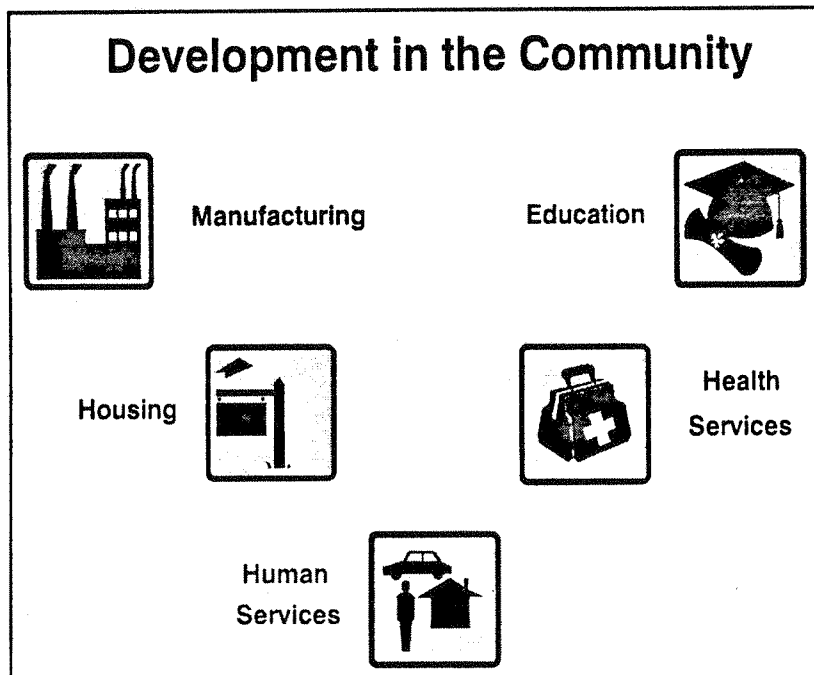 Development in the Community
Manufacturing
Education
Housing
Health
Services
Human
Services